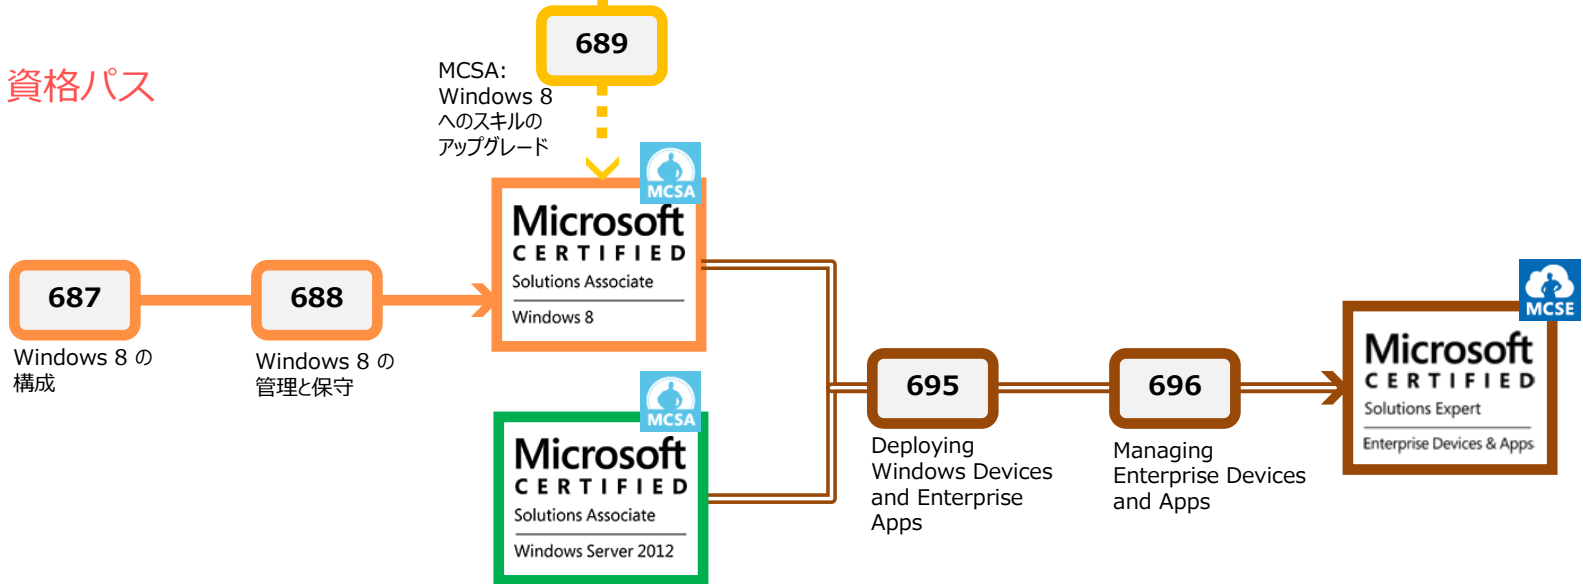 資格パス
689
MCSA:
Windows 8
へのスキルの
アップグレード
687
Windows 8 の
構成
688
Windows 8 の
管理と保守
MCSA
Microsoft
CERTIFIED
Solutions Associate
Windows 8
MCSA
Microsoft
CERTIFIED
Solutions Associate
Windows Server 2012
695
Deploying
Windows Devices
and Enterprise
Apps
696
Managing
Enterprise Devices
and Apps
MCSE
Microsoft
CERTIFIED
Solutions Expert
Enterprise Devices & Apps